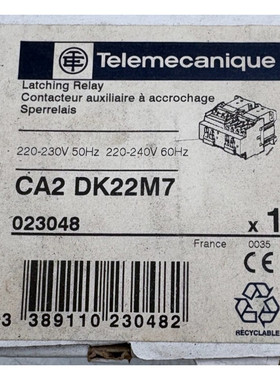 Telemecanique
Latching Relay
Contacteur auxiliaire à accrochage
Sperrelais
220-230V 50Hz 220-240V 60Hz
CA2 DK22M7
023048
x 1
France 0035
CE
3 389110 230482
RECYCLABLE